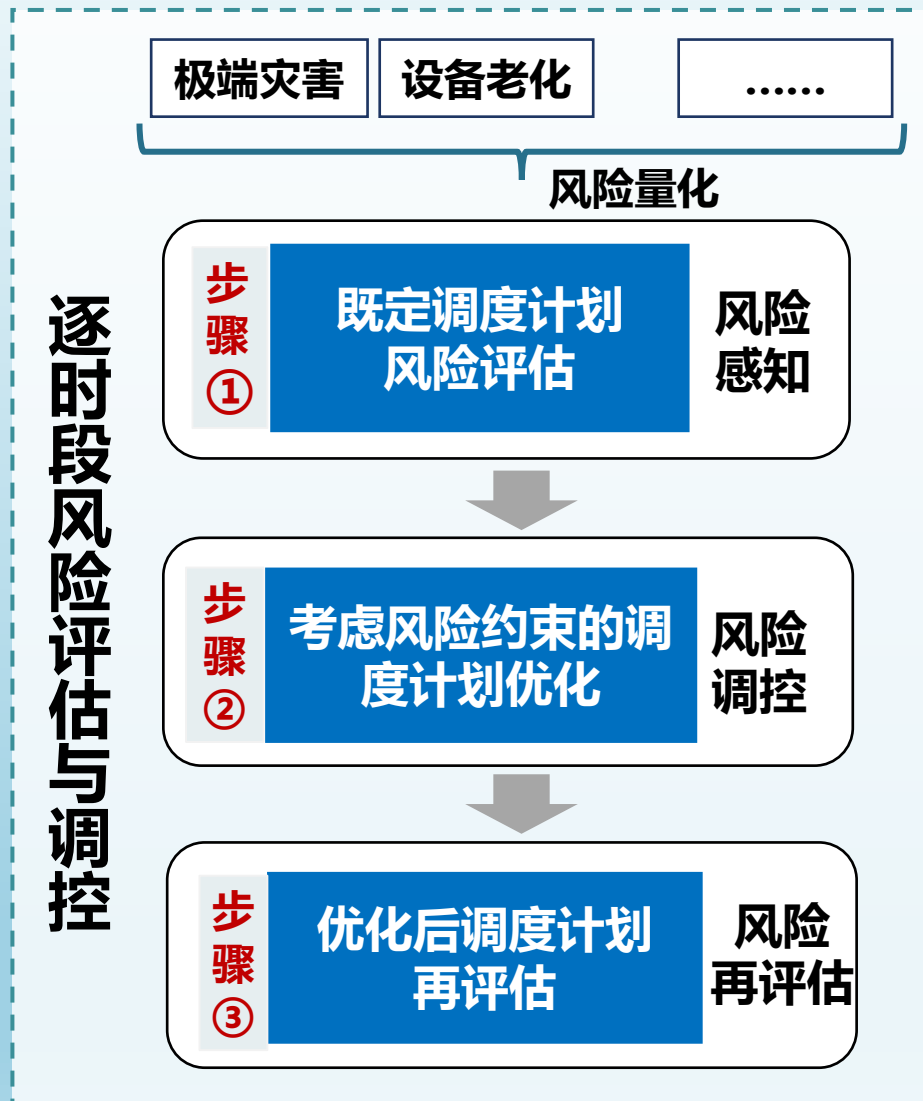 极端灾害
设备老化
……
风险量化
逐时段风险评估与调控
步骤①
既定调度计划
风险评估
风险
感知
步骤②
考虑风险约束的调
度计划优化
风险
调控
步骤③
优化后调度计划
再评估
风险
再评估